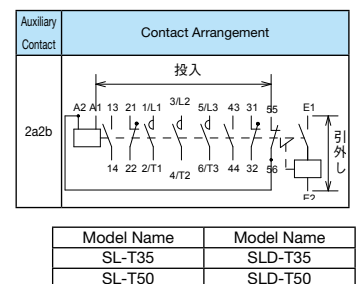 Auxiliary Contact
Contact Arrangement
2a2b
投入
A2 A1 13 21 1/L1 3/L2 5/L3 43 31 55 E1
14 22 2/T1 4/T2 6/T3 44 32 56 E2
引外し
Model Name Model Name
SL-T35 SLD-T35
SL-T50 SLD-T50